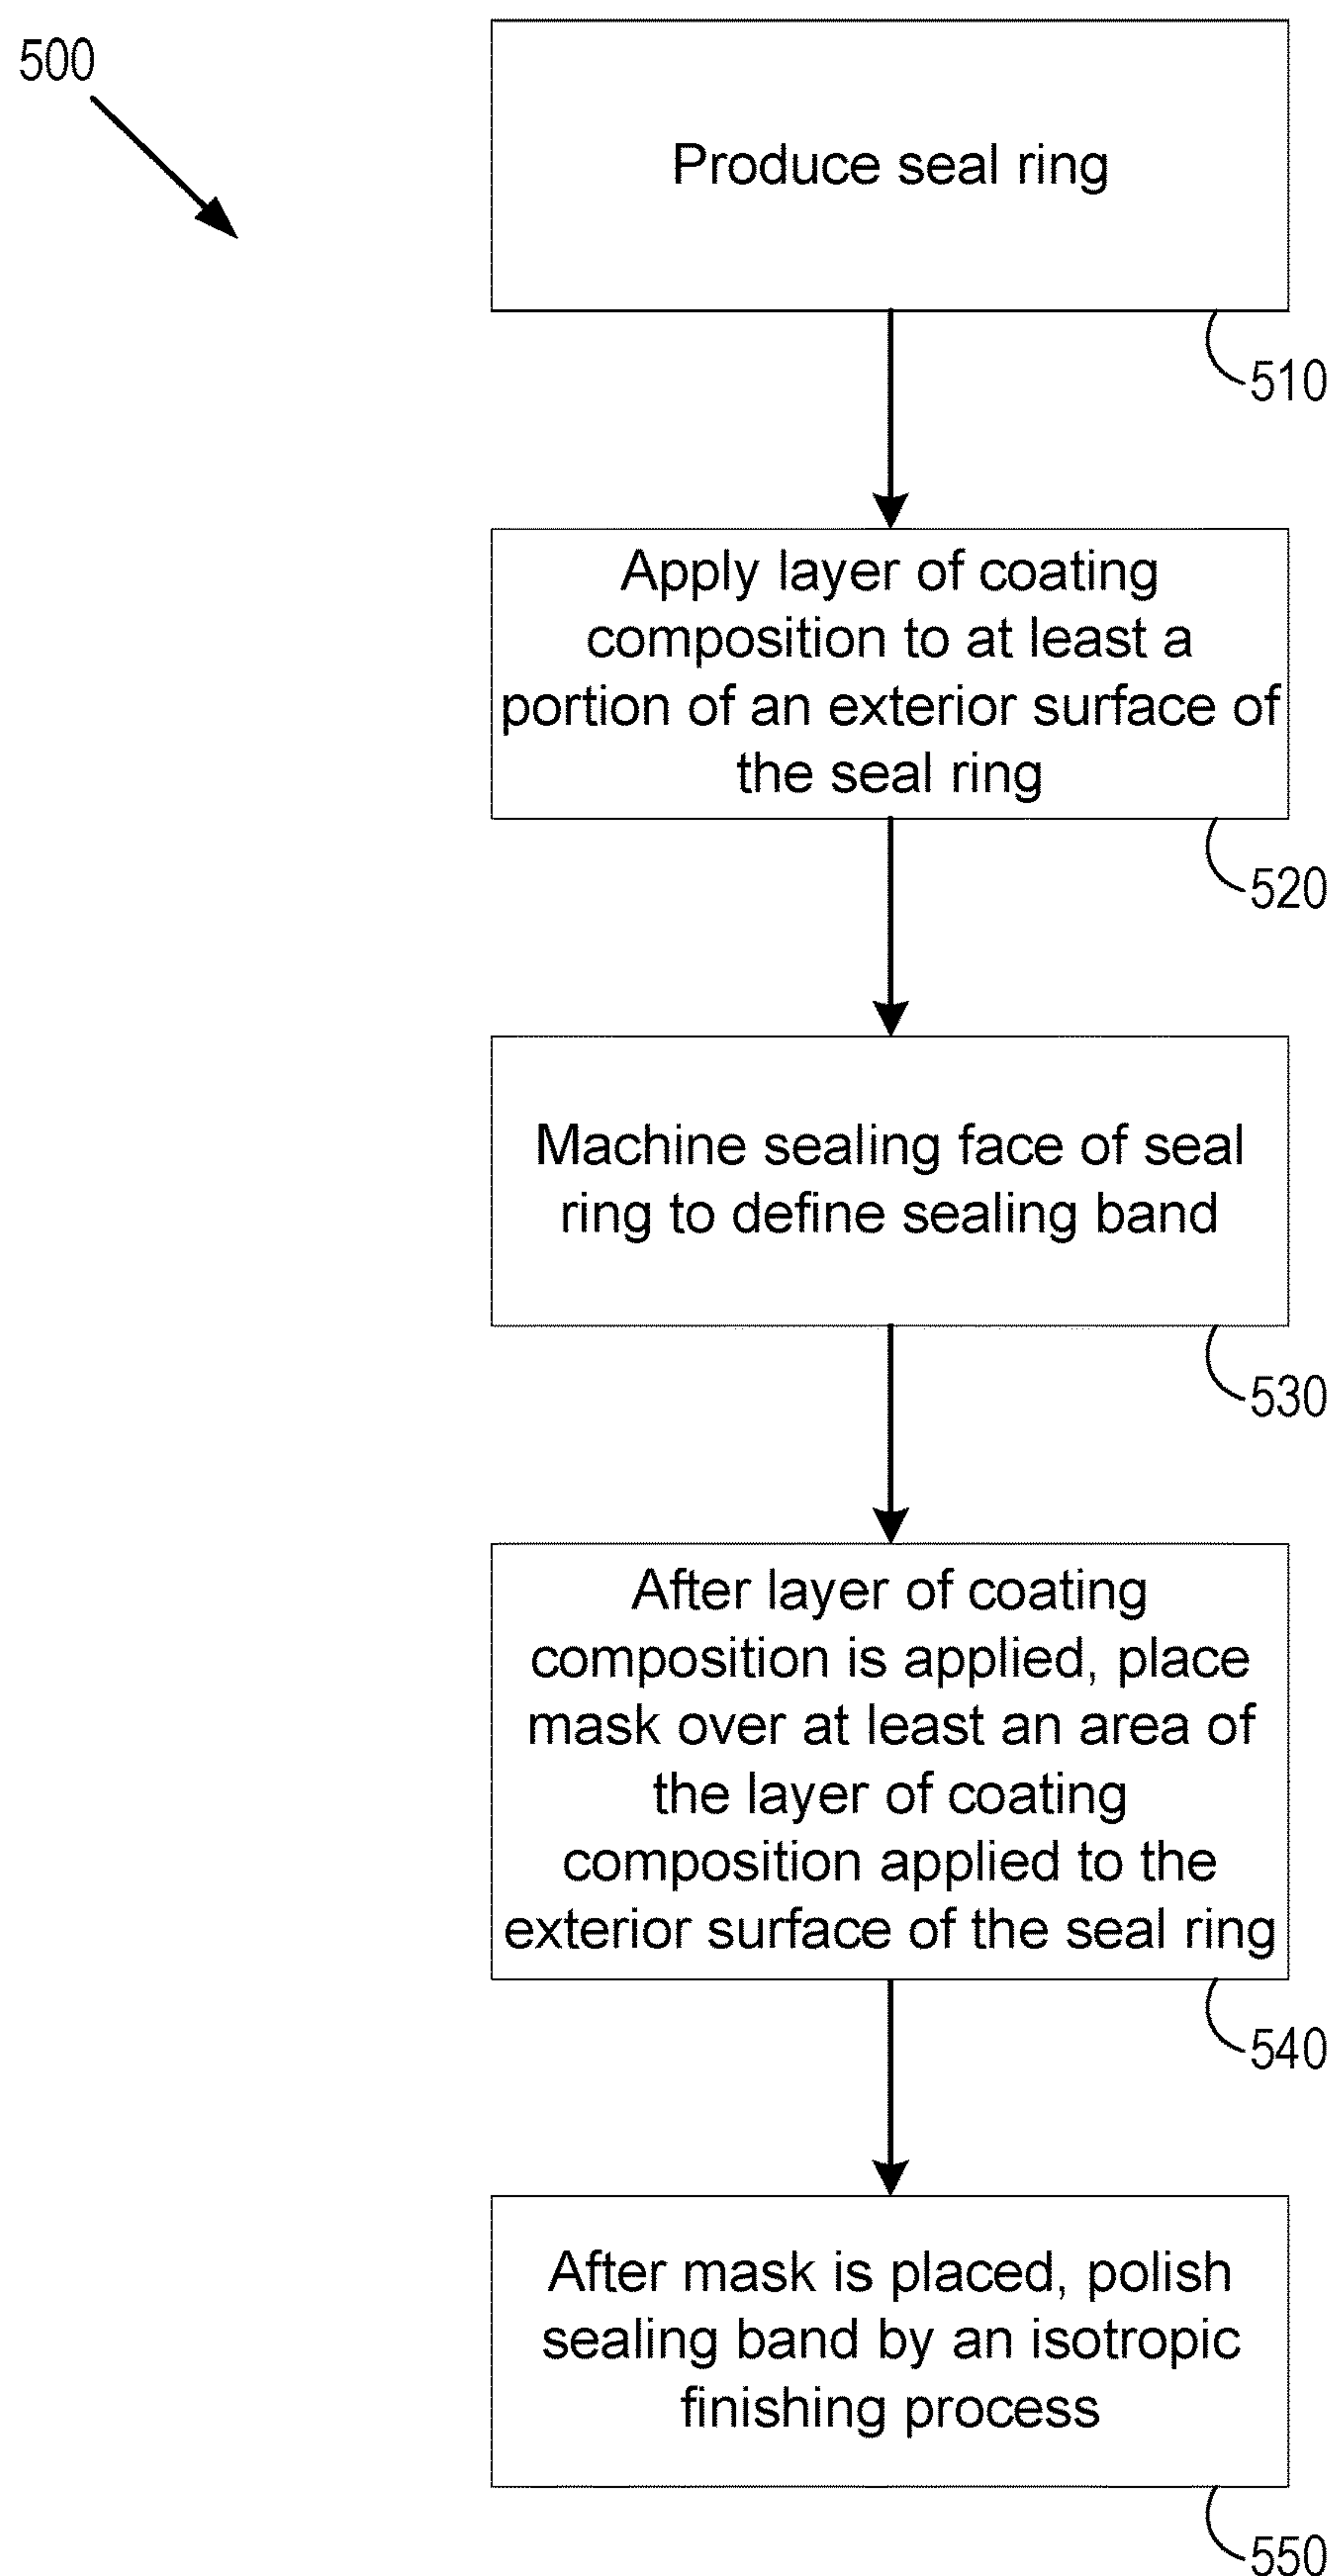 500
Produce seal ring
510
Apply layer of coating
composition to at least a
portion of an exterior surface of
the seal ring
520
Machine sealing face of seal
ring to define sealing band
530
After layer of coating
composition is applied, place
mask over at least an area of
the layer of coating
composition applied to the
exterior surface of the seal ring
540
After mask is placed, polish
sealing band by an isotropic
finishing process
550